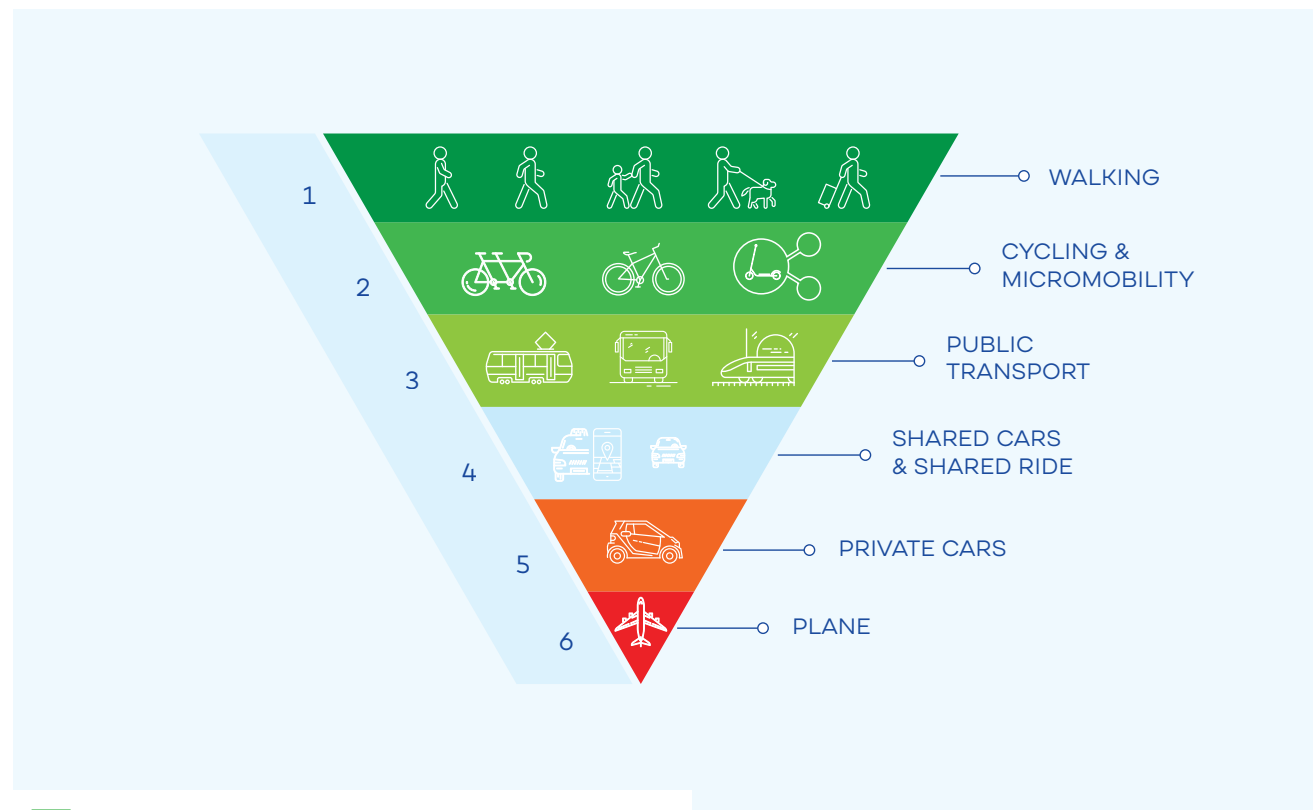 1
WALKING
2
CYCLING &
MICROMOBILITY
3
PUBLIC
TRANSPORT
4
SHARED CARS
& SHARED RIDE
5
PRIVATE CARS
6
PLANE